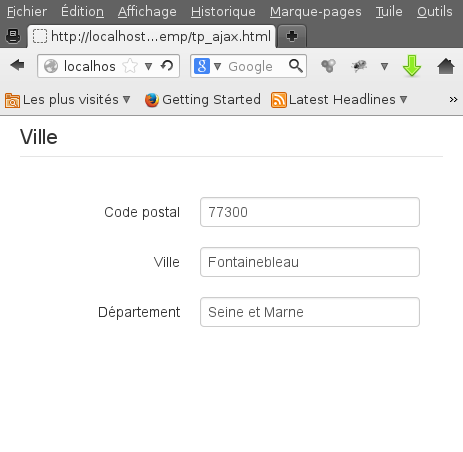 Fichier Édition Affichage Historique Marque-pages Tuile Outils
http://localhost...emp/tp_ajax.html
localhos Google
Les plus visités Getting Started Latest Headlines »
Ville
Code postal 77300
Ville Fontainebleau
Département Seine et Marne